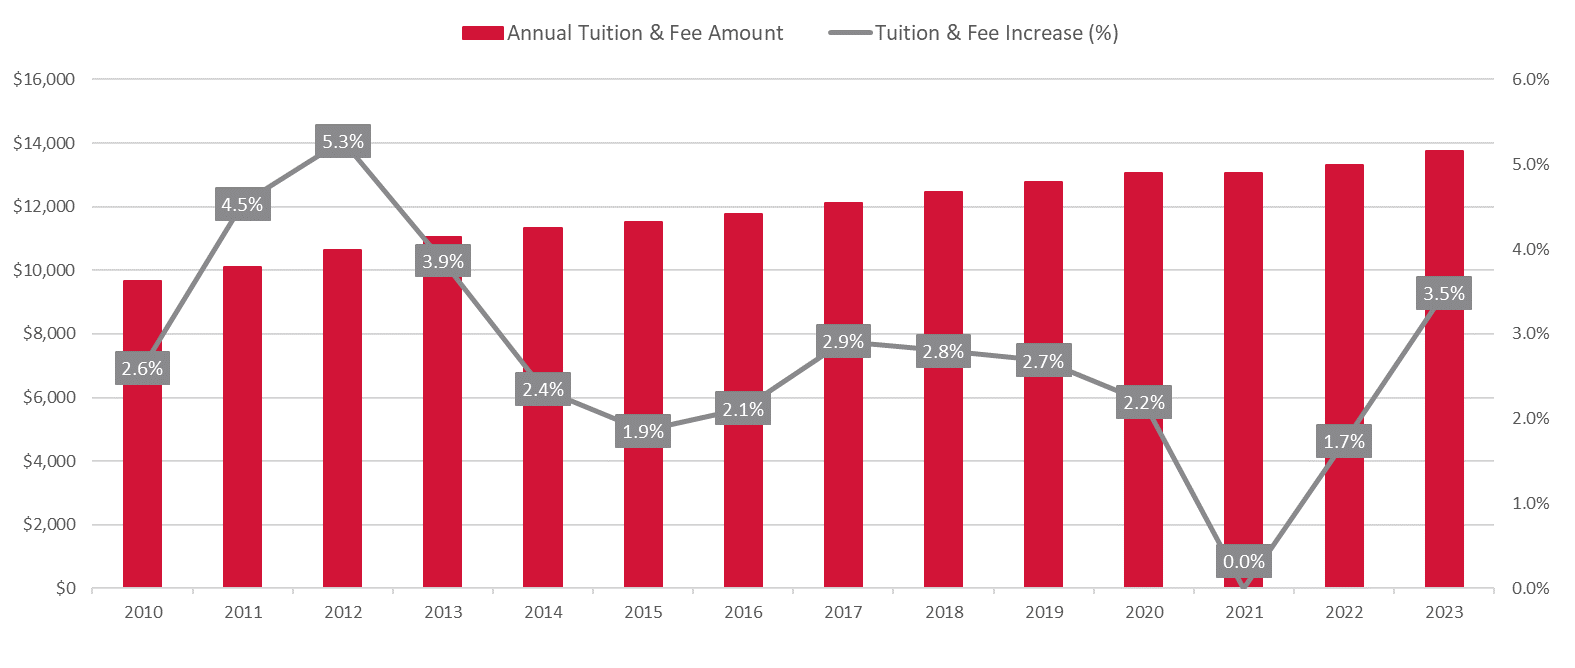 Annual Tuition & Fee Amount Tuition & Fee Increase (%)
$16,000 6.0%
$14,000 5.3% 5.0%
$12,000 4.5%
$10,000 3.9% 4.0%
3.5%
$8,000 2.6% 2.9% 2.8% 2.7% 3.0%
$6,000 2.4% 2.1% 2.2% 2.0%
1.9% 1.7%
$4,000
$2,000 1.0%
0.0%
$0 0.0%
2010 2011 2012 2013 2014 2015 2016 2017 2018 2019 2020 2021 2022 2023